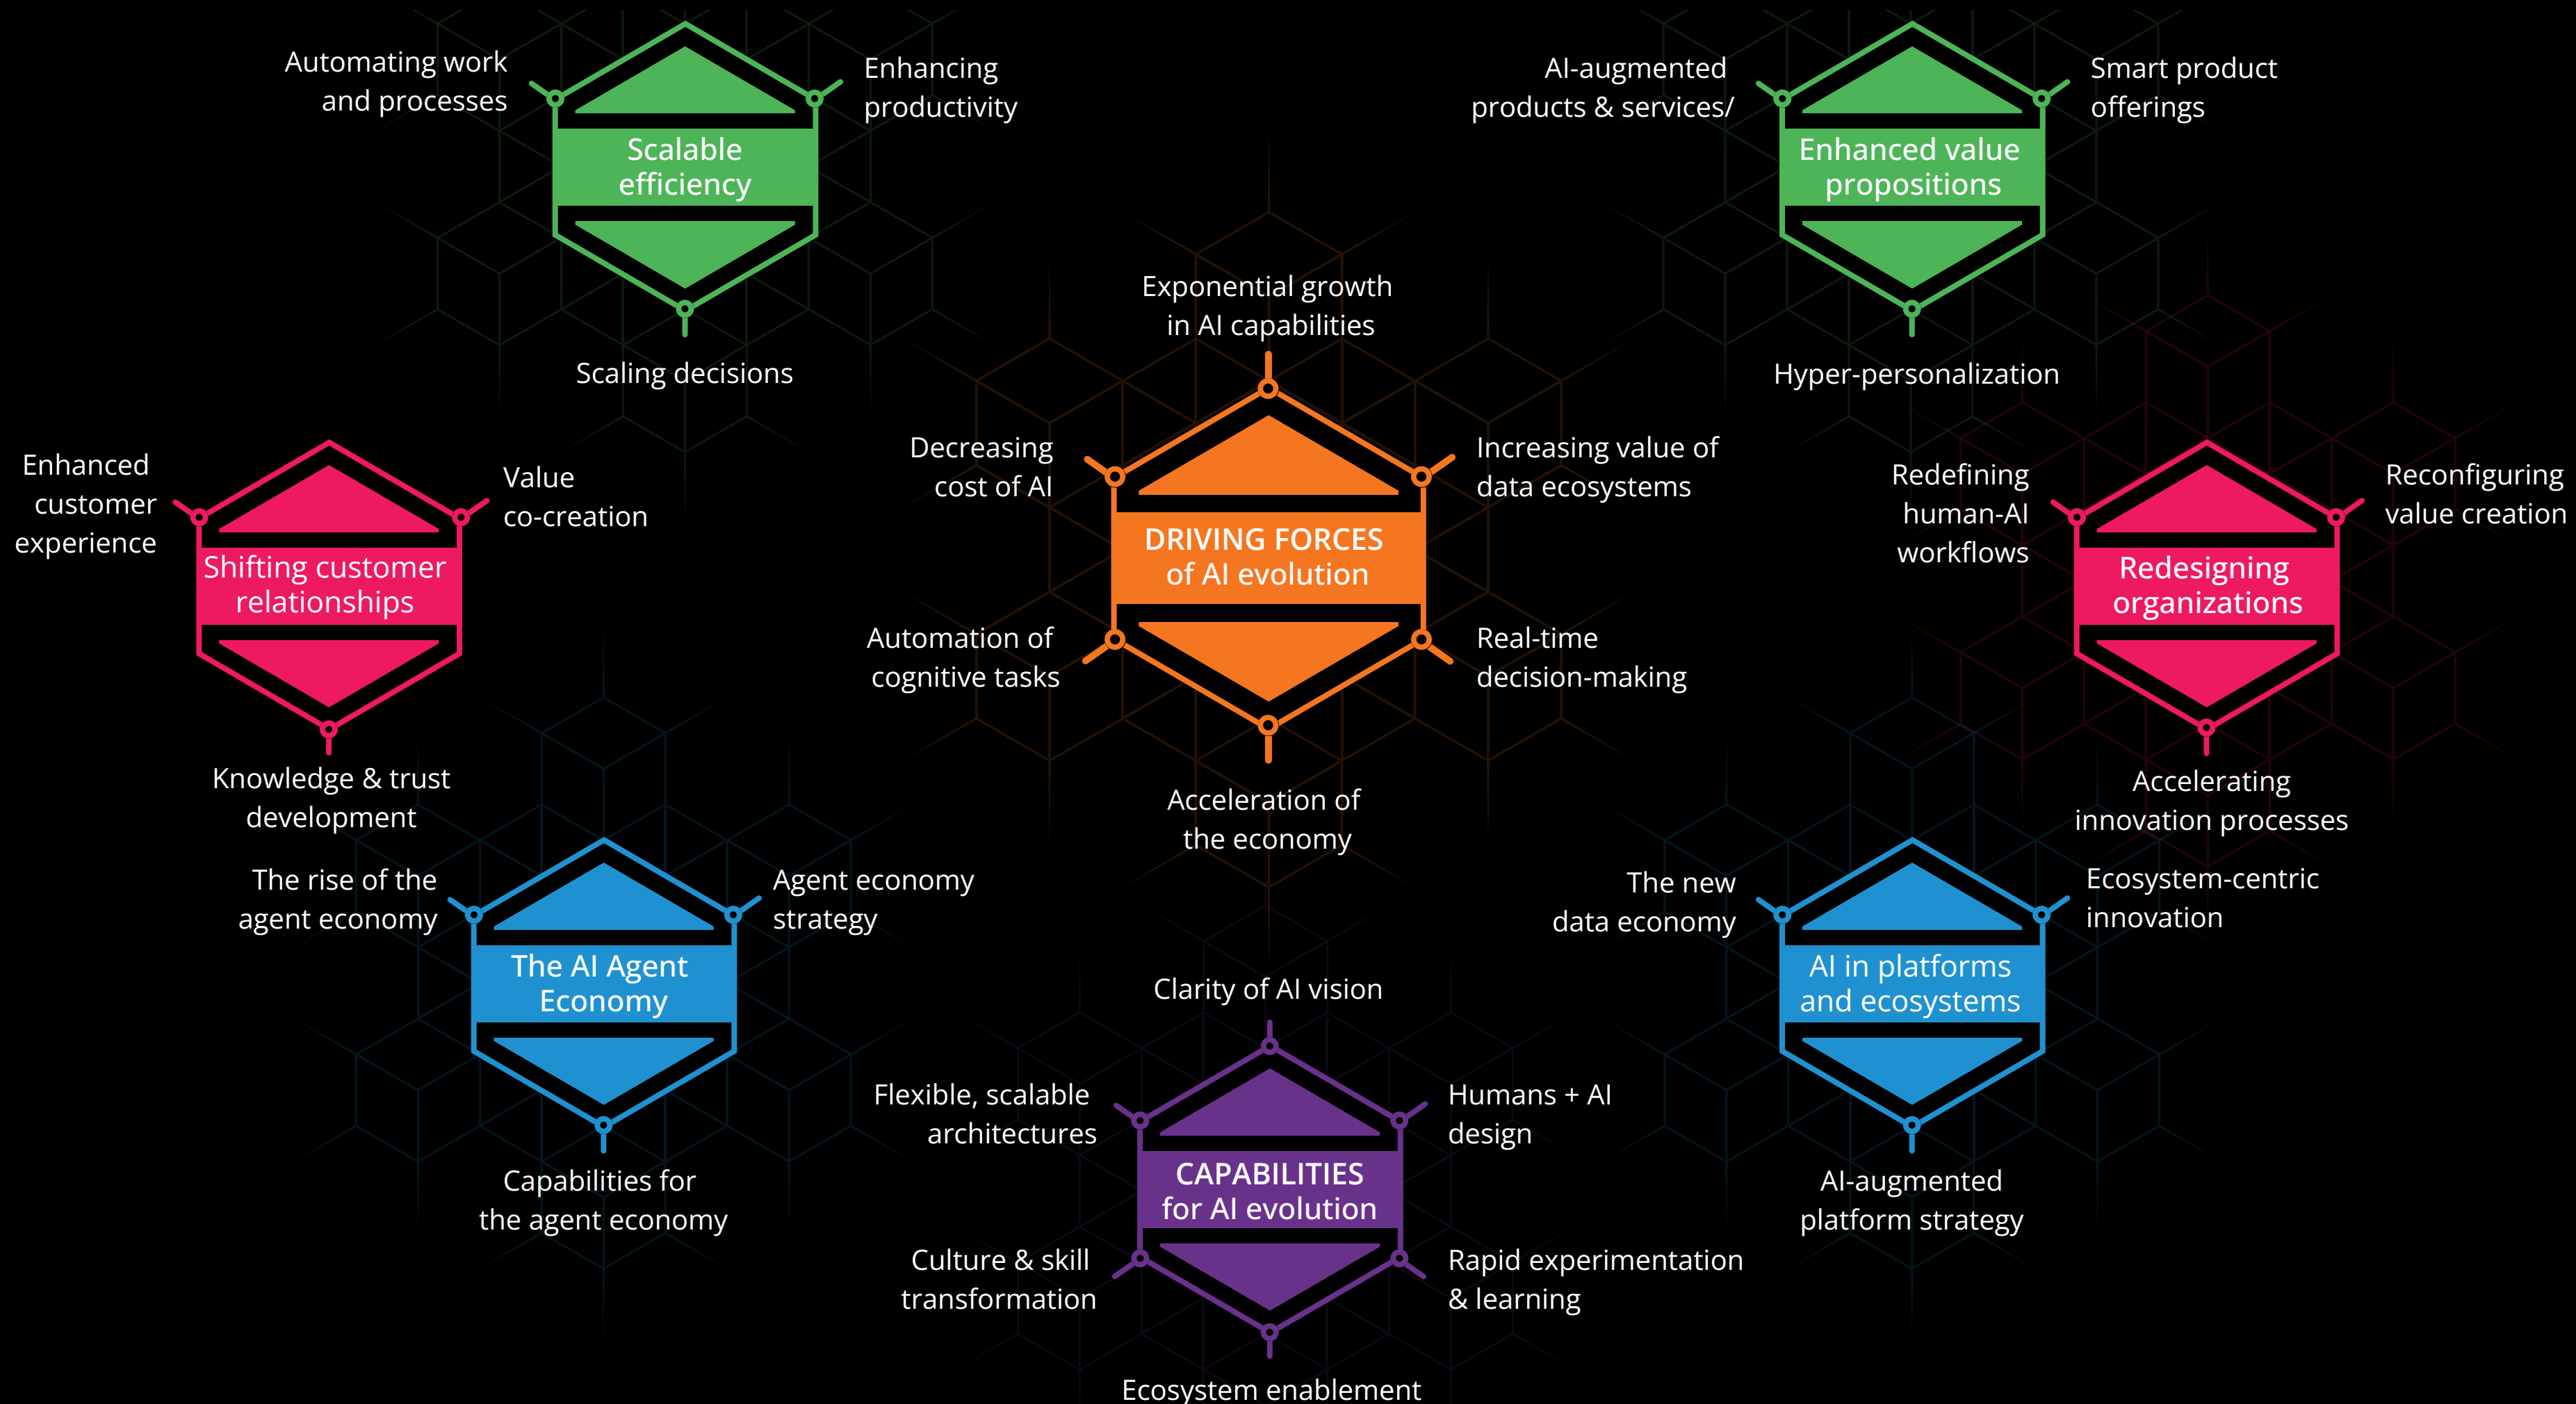 Automating work
and processes
Enhancing
productivity
Scalable
efficiency
Scaling decisions
AI-augmented
products & services/
Smart product
offerings
Enhanced value
propositions
Hyper-personalization
Enhanced
customer
experience
Value
co-creation
Shifting customer
relationships
Knowledge & trust
development
Exponential growth
in AI capabilities
Decreasing
cost of AI
Increasing value of
data ecosystems
DRIVING FORCES
of AI evolution
Automation of
cognitive tasks
Real-time
decision-making
Acceleration of
the economy
Redefining
human-AI
workflows
Reconfiguring
value creation
Redesigning
organizations
Accelerating
innovation processes
The rise of the
agent economy
Agent economy
strategy
The AI Agent
Economy
Capabilities for
the agent economy
Clarity of AI vision
Flexible, scalable
architectures
Humans + AI
design
CAPABILITIES
for AI evolution
Culture & skill
transformation
Rapid experimentation
& learning
Ecosystem enablement
The new
data economy
Ecosystem-centric
innovation
AI in platforms
and ecosystems
AI-augmented
platform strategy